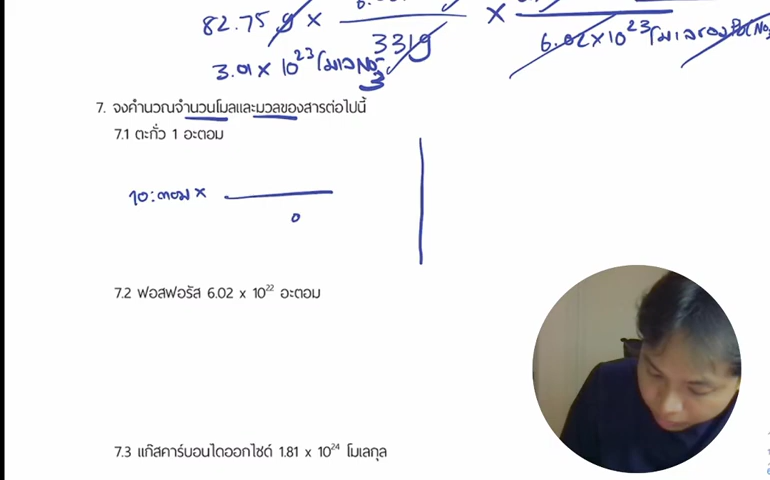 82.75 g ×
331g
×
6.02 × 10²³ โมเลกุล
3.01 × 10²³ โมเลกุล NO₃
7. จงคำนวณจำนวนโมลและมวลของสารต่อไปนี้
7.1 ตะกั่ว 1 อะตอม
1 อะตอม ×
7.2 ฟอสฟอรัส 6.02 x 10²² อะตอม
7.3 แก๊สคาร์บอนไดออกไซด์ 1.81 x 10²⁴ โมเลกุล